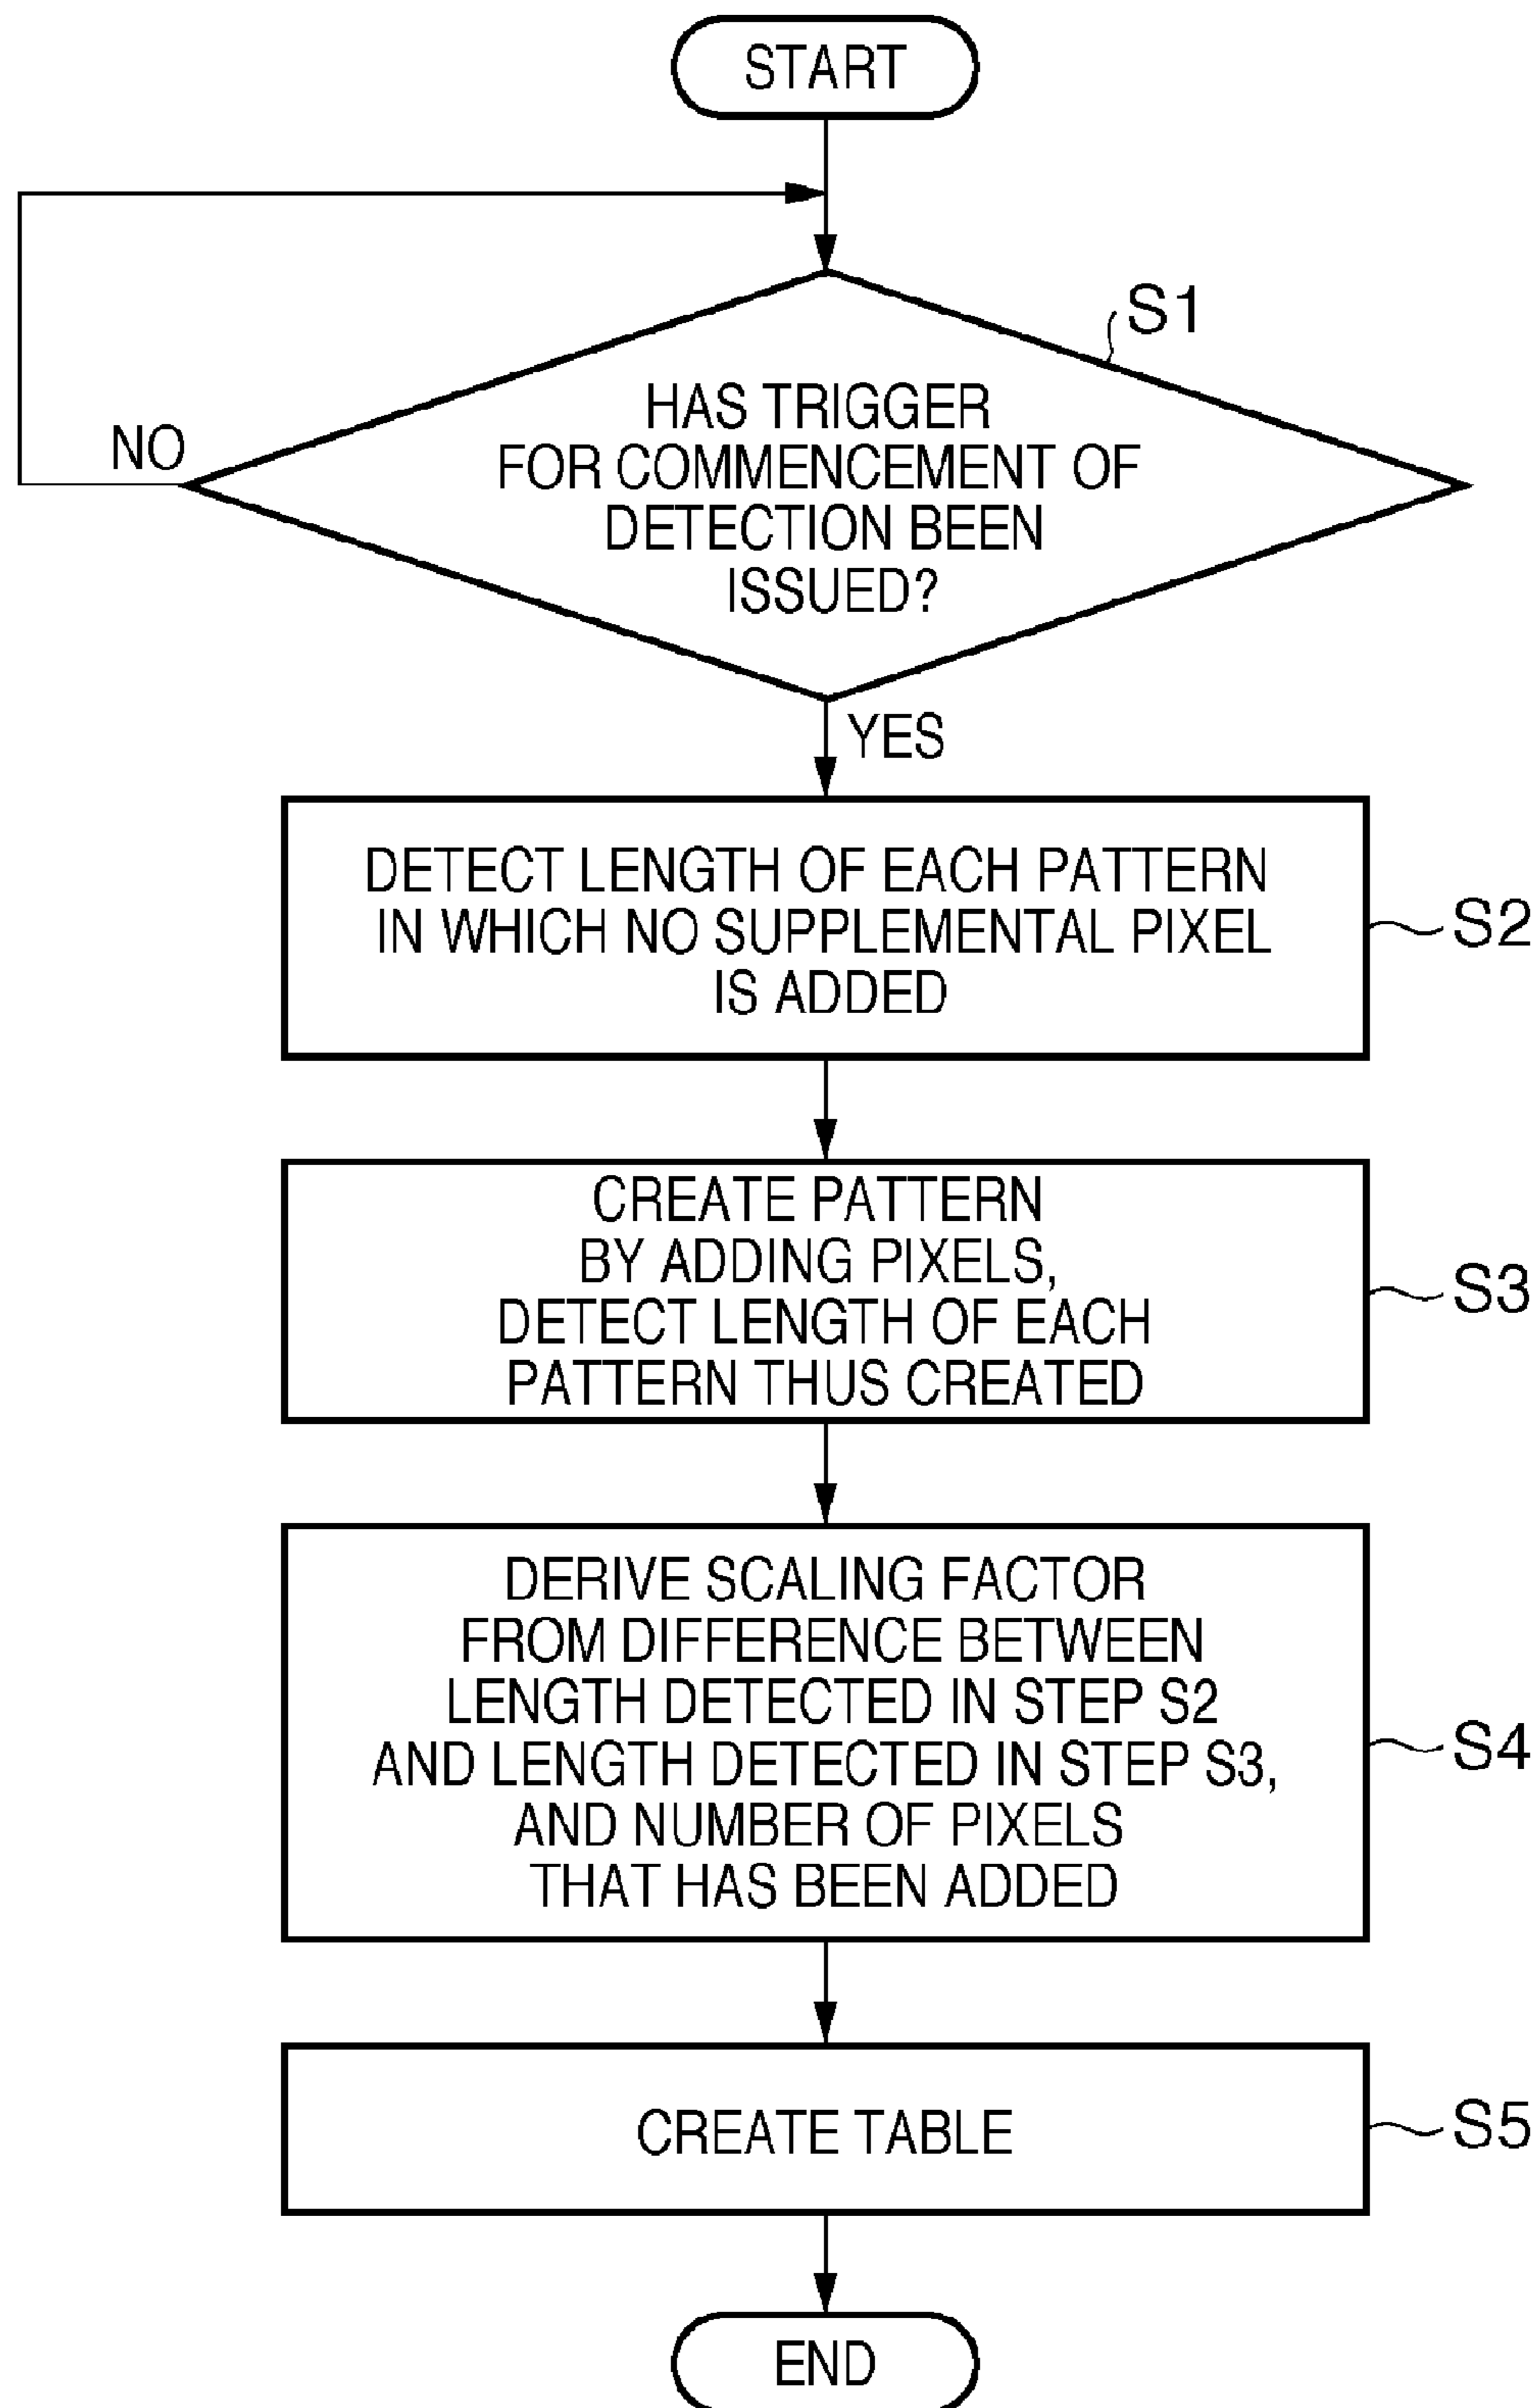 START
S1
HAS TRIGGER
FOR COMMENCEMENT OF
DETECTION BEEN
ISSUED?
NO
YES
DETECT LENGTH OF EACH PATTERN
IN WHICH NO SUPPLEMENTAL PIXEL
IS ADDED
S2
CREATE PATTERN
BY ADDING PIXELS,
DETECT LENGTH OF EACH
PATTERN THUS CREATED
S3
DERIVE SCALING FACTOR
FROM DIFFERENCE BETWEEN
LENGTH DETECTED IN STEP S2
AND LENGTH DETECTED IN STEP S3,
AND NUMBER OF PIXELS
THAT HAS BEEN ADDED
S4
CREATE TABLE
S5
END